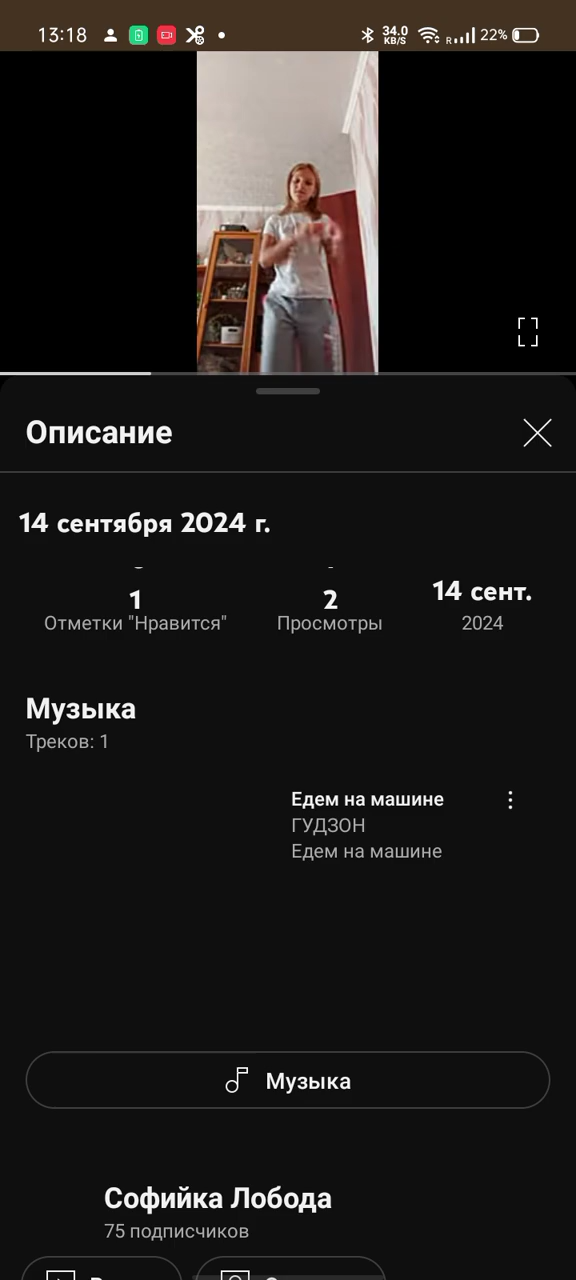 13:18 34.0 KB/S R 22%
Описание
14 сентября 2024 г.
1 2 14 сент.
Отметки "Нравится" Просмотры 2024
Музыка
Треков: 1
Едем на машине
ГУДЗОН
Едем на машине
Музыка
Софийка Лобода
75 подписчиков